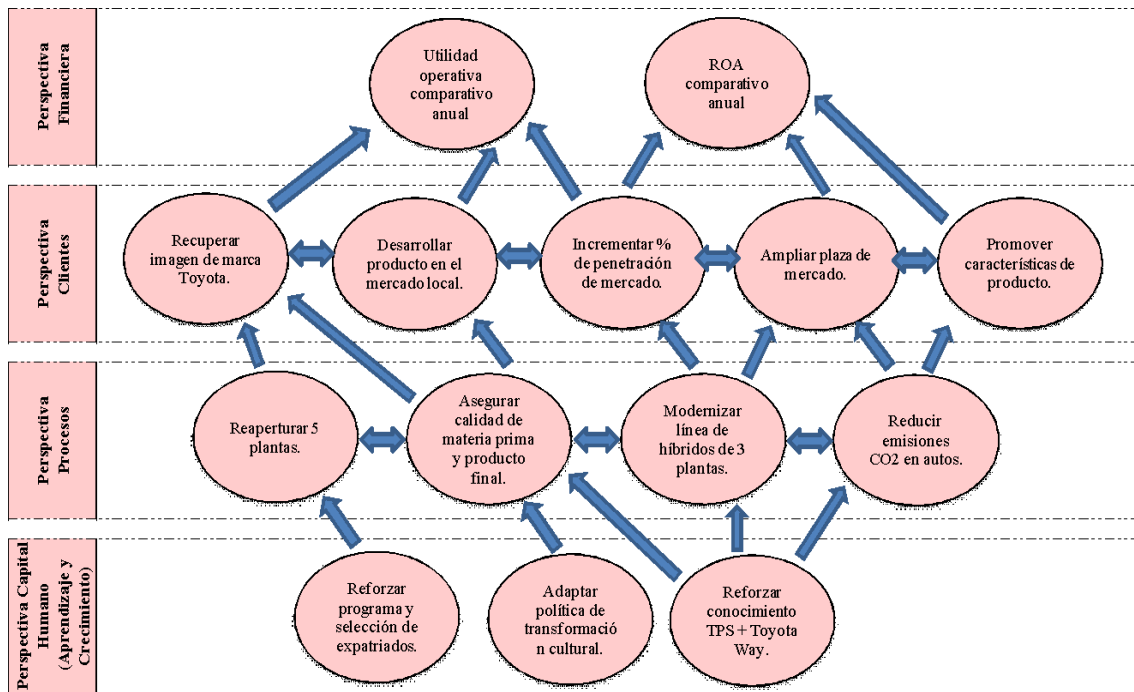 Perspectiva
Financiera
Utilidad
operativa
comparativo
anual
ROA
comparativo
anual
Perspectiva
Clientes
Recuperar
imagen de marca
Toyota.
Desarrollar
producto en el
mercado local.
Incrementar %
de penetración
de mercado.
Ampliar plaza de
mercado.
Promover
características de
producto.
Perspectiva
Procesos
Reaperturar 5
plantas.
Asegurar
calidad de
materia prima
y producto
final.
Modernizar
línea de
híbridos de 3
plantas.
Reducir
emisiones
CO2 en autos.
Perspectiva Capital
Humano
(Aprendizaje y
Crecimiento)
Reforzar
programa y
selección de
expatriados.
Adaptar
política de
transformació
n cultural.
Reforzar
conocimiento
TPS + Toyota
Way.